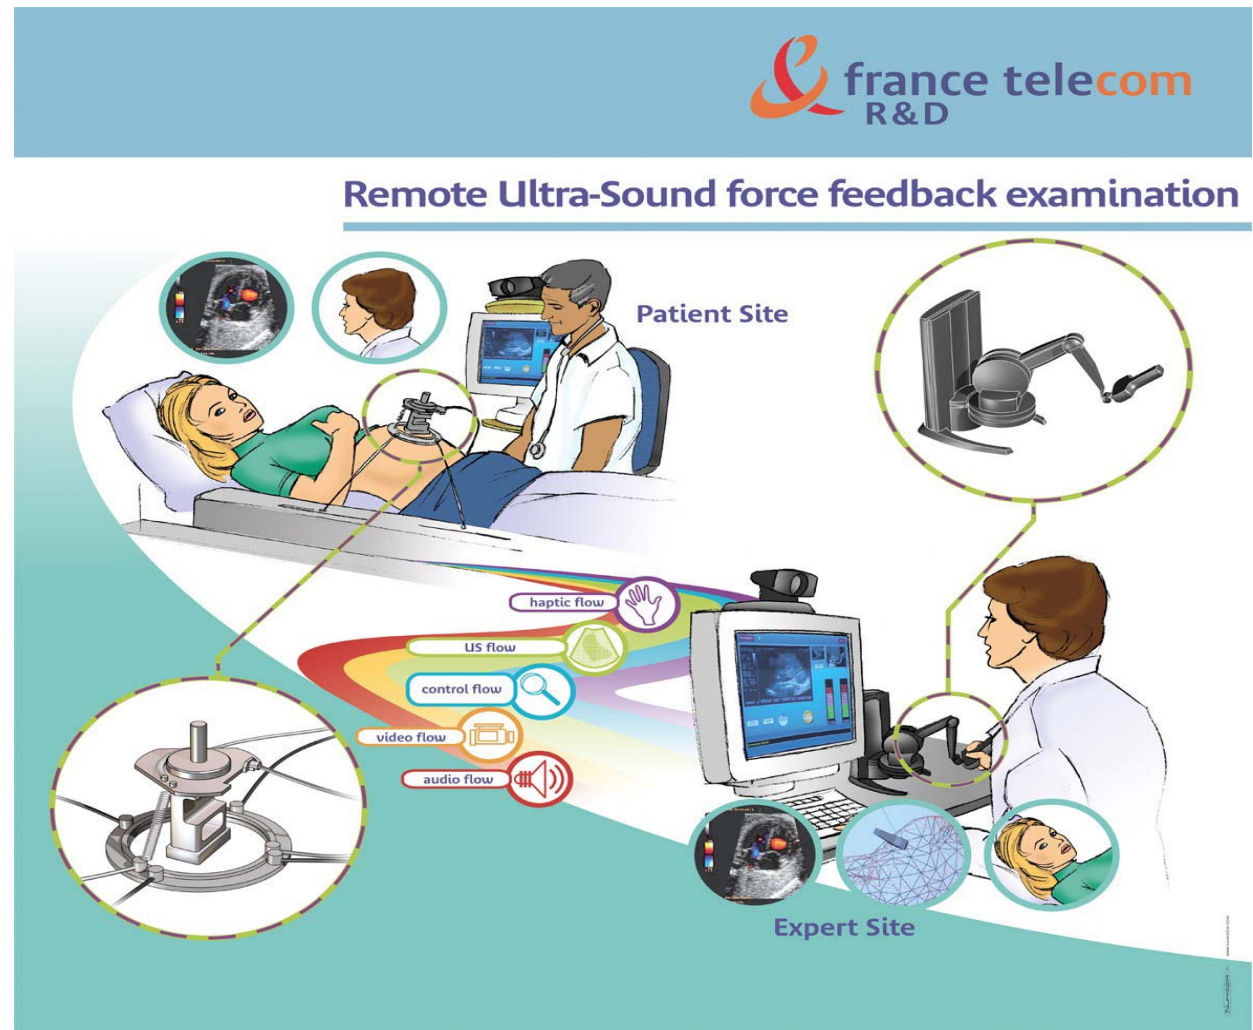 france telecom
R&D
Remote Ultra-Sound force feedback examination
Patient Site
haptic flow
US flow
control flow
video flow
audio flow
Expert Site